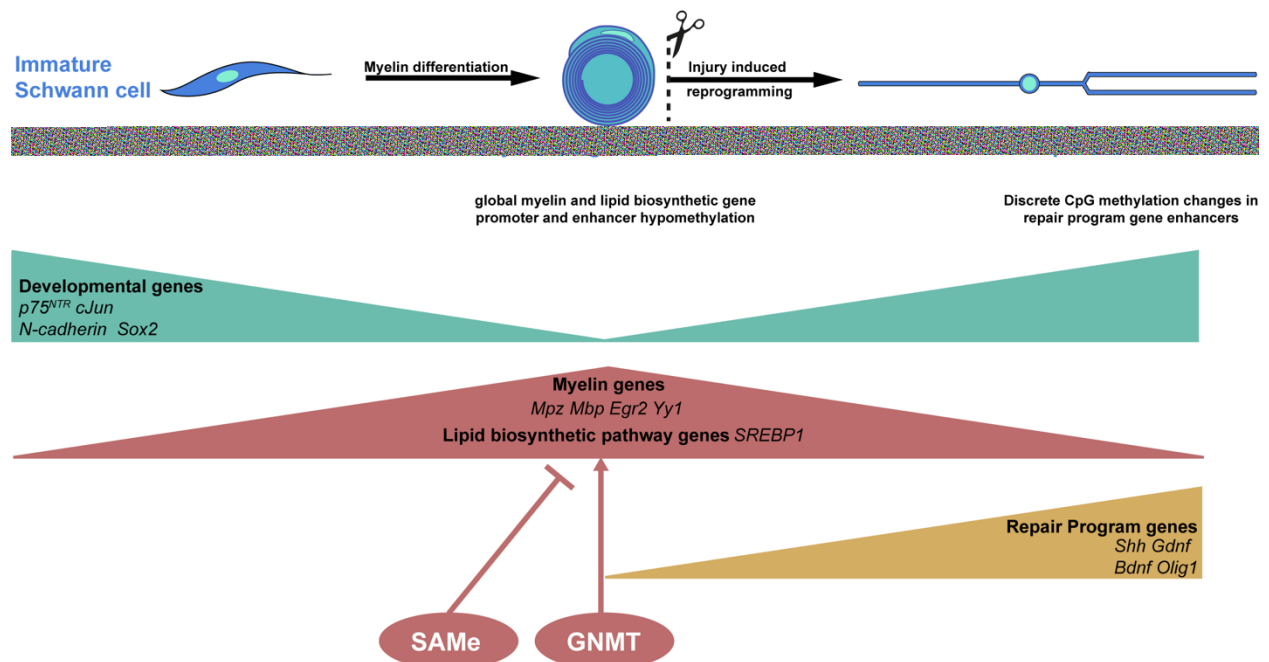 Immature
Schwann cell
Myelin differentiation
Injury induced
reprogramming
global myelin and lipid biosynthetic gene
promoter and enhancer hypomethylation
Discrete CpG methylation changes in
repair program gene enhancers
Developmental genes
p75NTR cJun
N-cadherin Sox2
Myelin genes
Mpz Mbp Egr2 Yy1
Lipid biosynthetic pathway genes SREBP1
Repair Program genes
Shh Gdnf
Bdnf Olig1
SAMe
GNMT